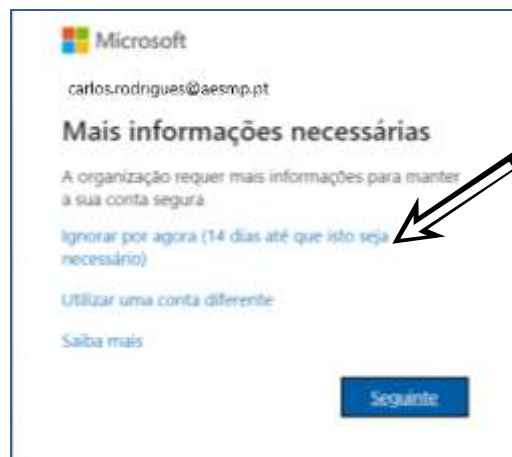 Microsoft
carlos.rodrigues@aesmp.pt
Mais informações necessárias
A organização requer mais informações para manter
a sua conta segura
Ignorar por agora (14 dias até que isto seja
necessário)
Utilizar uma conta diferente
Saiba mais
Seguinte